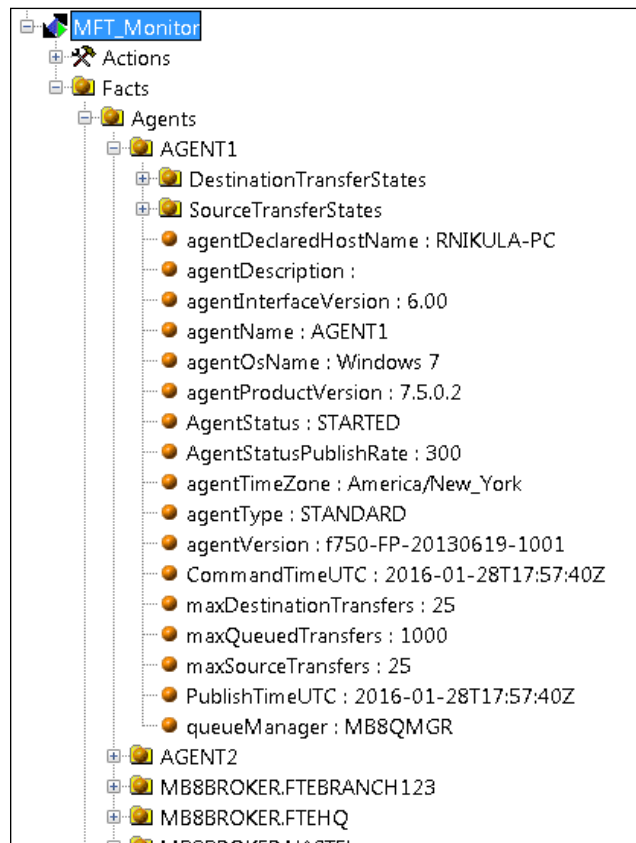 MFT_Monitor
Actions
Facts
Agents
AGENT1
DestinationTransferStates
SourceTransferStates
agentDeclaredHostName : RNIKULA-PC
agentDescription :
agentInterfaceVersion : 6.00
agentName : AGENT1
agentOsName : Windows 7
agentProductVersion : 7.5.0.2
AgentStatus : STARTED
AgentStatusPublishRate : 300
agentTimeZone : America/New_York
agentType : STANDARD
agentVersion : f750-FP-20130619-1001
CommandTimeUTC : 2016-01-28T17:57:40Z
maxDestinationTransfers : 25
maxQueuedTransfers : 1000
maxSourceTransfers : 25
PublishTimeUTC : 2016-01-28T17:57:40Z
queueManager : MB8QMGR
AGENT2
MB8BROKER.FTEBRANCH123
MB8BROKER.FTEHQ